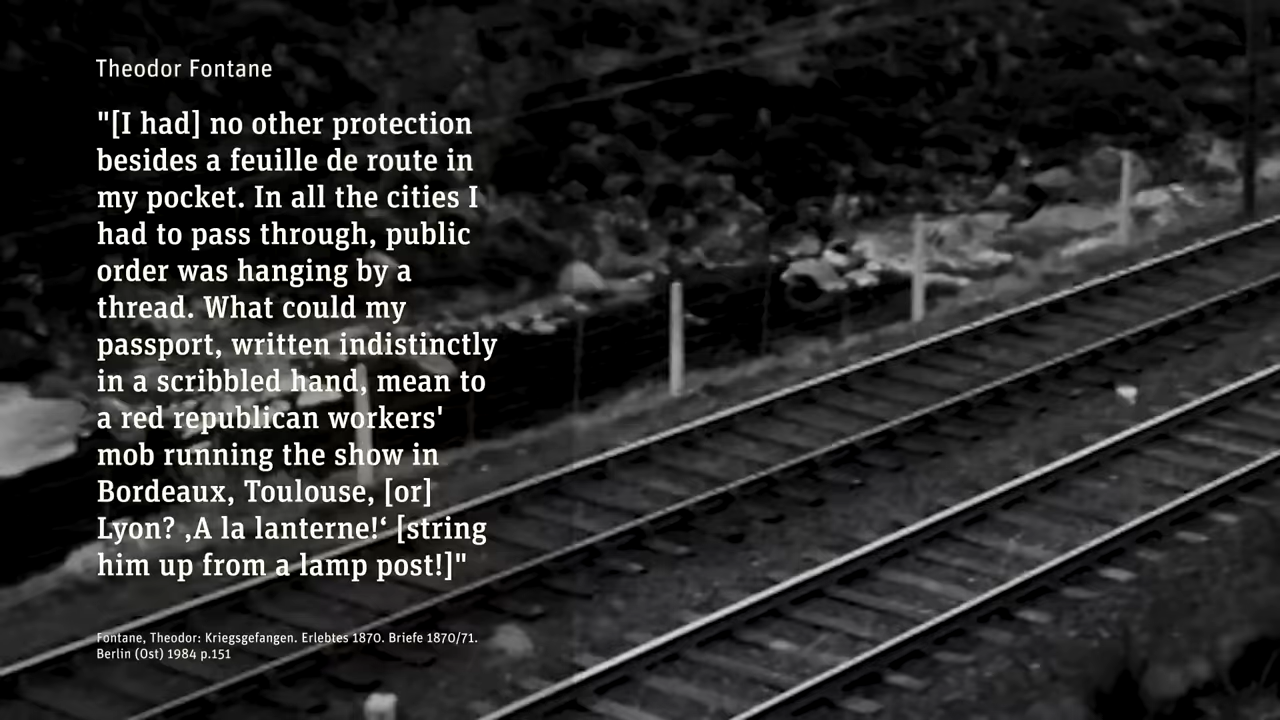 Theodor Fontane
"[I had] no other protection
besides a feuille de route in
my pocket. In all the cities I
had to pass through, public
order was hanging by a
thread. What could my
passport, written indistinctly
in a scribbled hand, mean to
a red republican workers'
mob running the show in
Bordeaux, Toulouse, [or]
Lyon? ‚A la lanterne!‘ [string
him up from a lamp post!]"
Fontane, Theodor: Kriegsgefangen. Erlebtes 1870. Briefe 1870/71.
Berlin (Ost) 1984 p.151